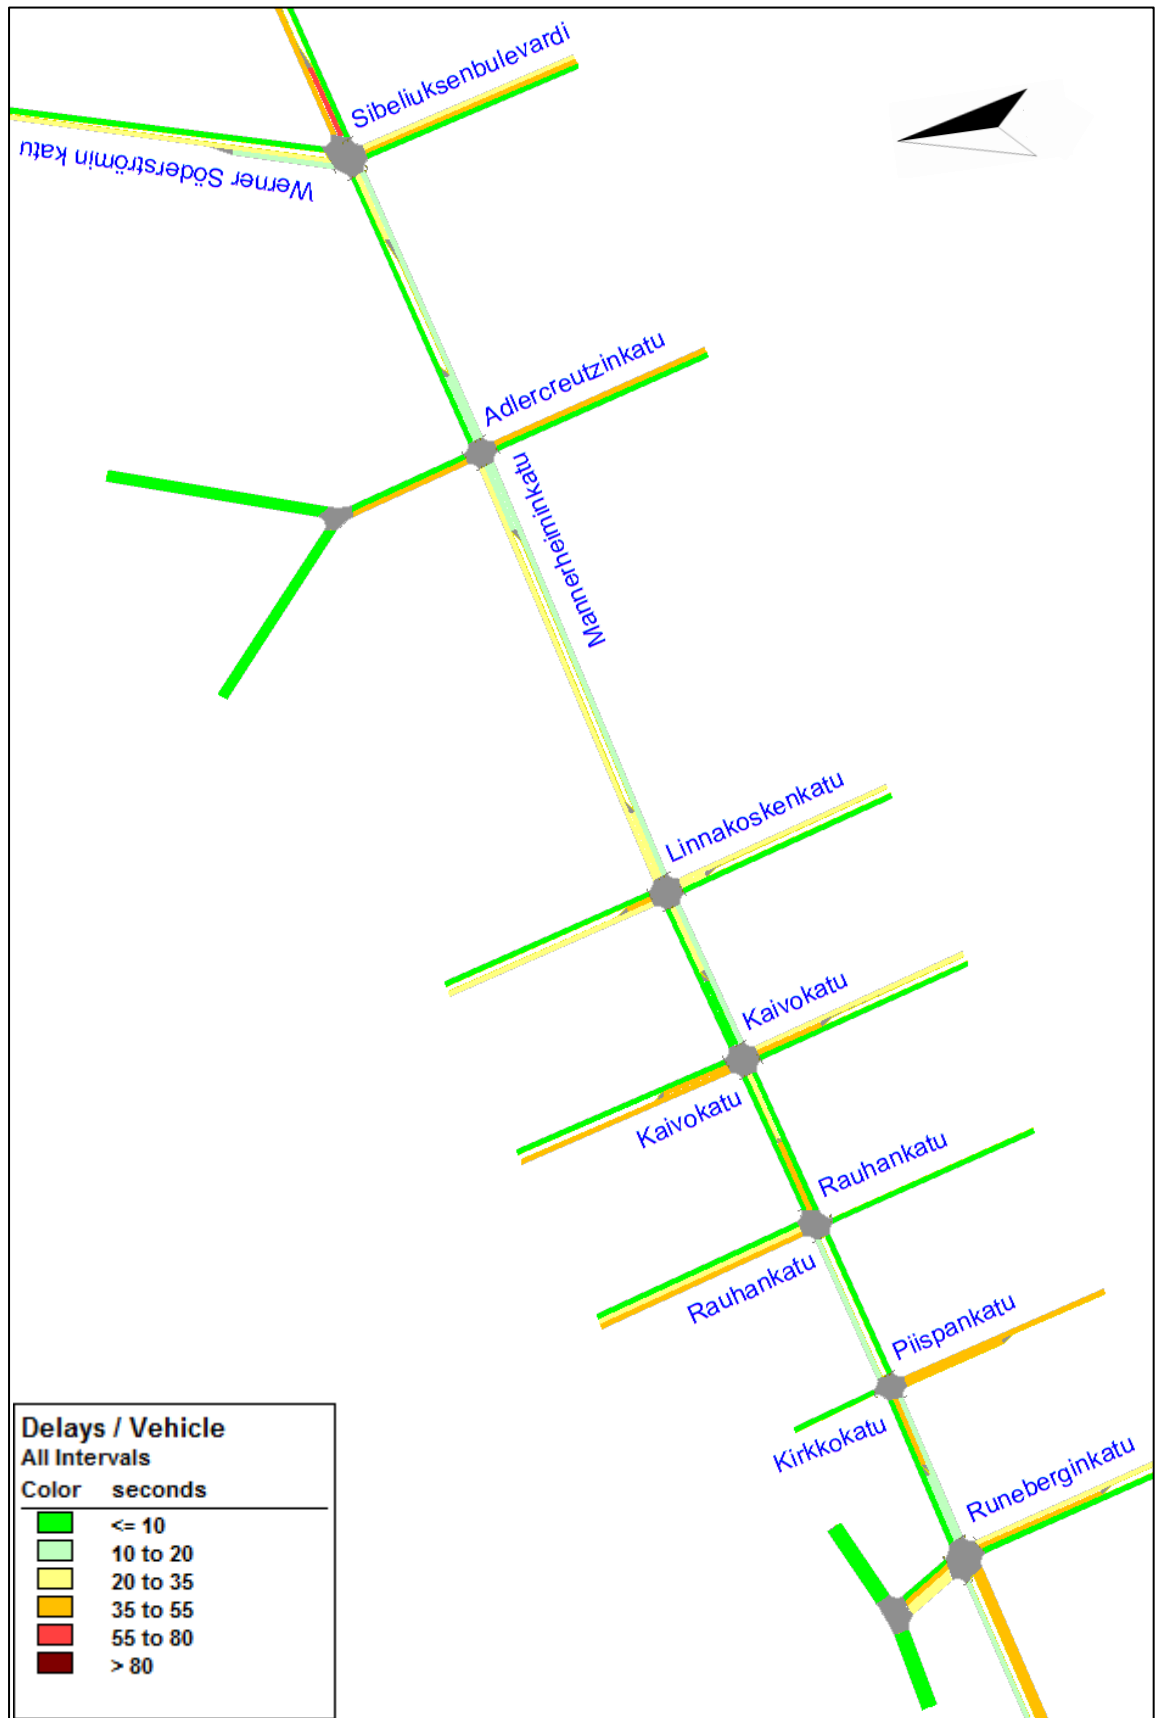 Sibeliuksenbulevardi
Werner Söderströmin katu
Adlercreutzinkatu
Mannerheiminkatu
Linnakoskenkatu
Kaivokatu
Kaivokatu
Rauhankatu
Rauhankatu
Piispankatu
Kirkkokatu
Runeberginkatu
Delays / Vehicle
All Intervals
Color seconds
<= 10
10 to 20
20 to 35
35 to 55
55 to 80
> 80